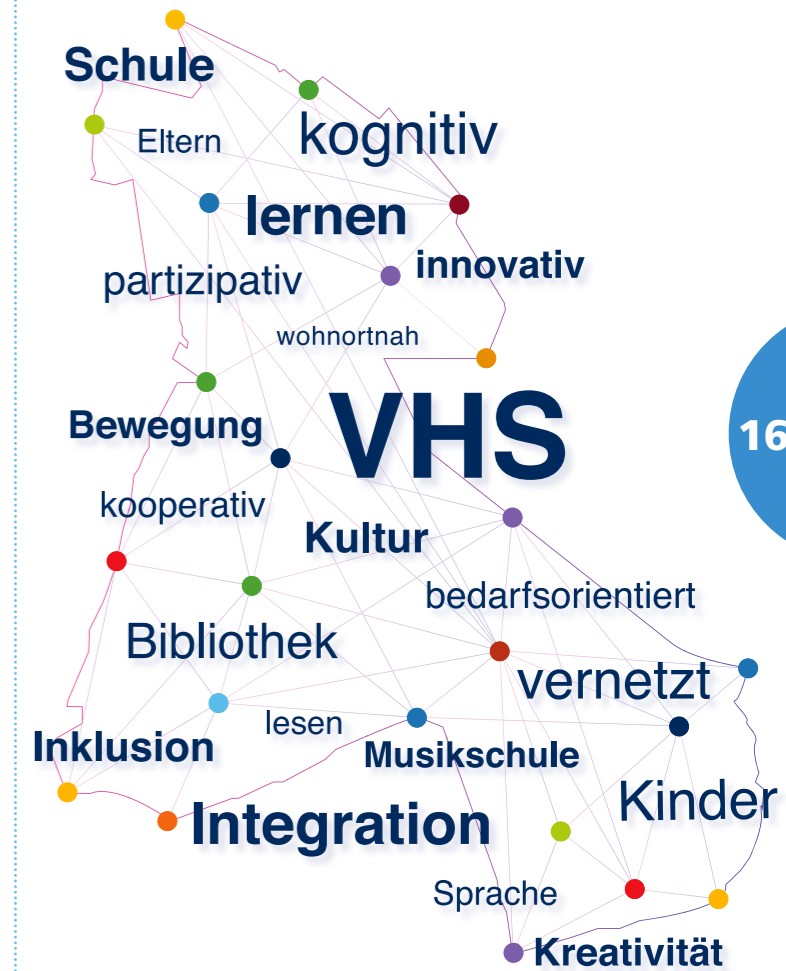 Schule
kognitiv
Eltern
lernen
innovativ
partizipativ
wohnortnah
VHS
16
Bewegung
kooperativ
Kultur
bedarfsorientiert
Bibliothek
vernetzt
lesen
Inklusion
Musikschule
Kinder
Integration
Sprache
Kreativität